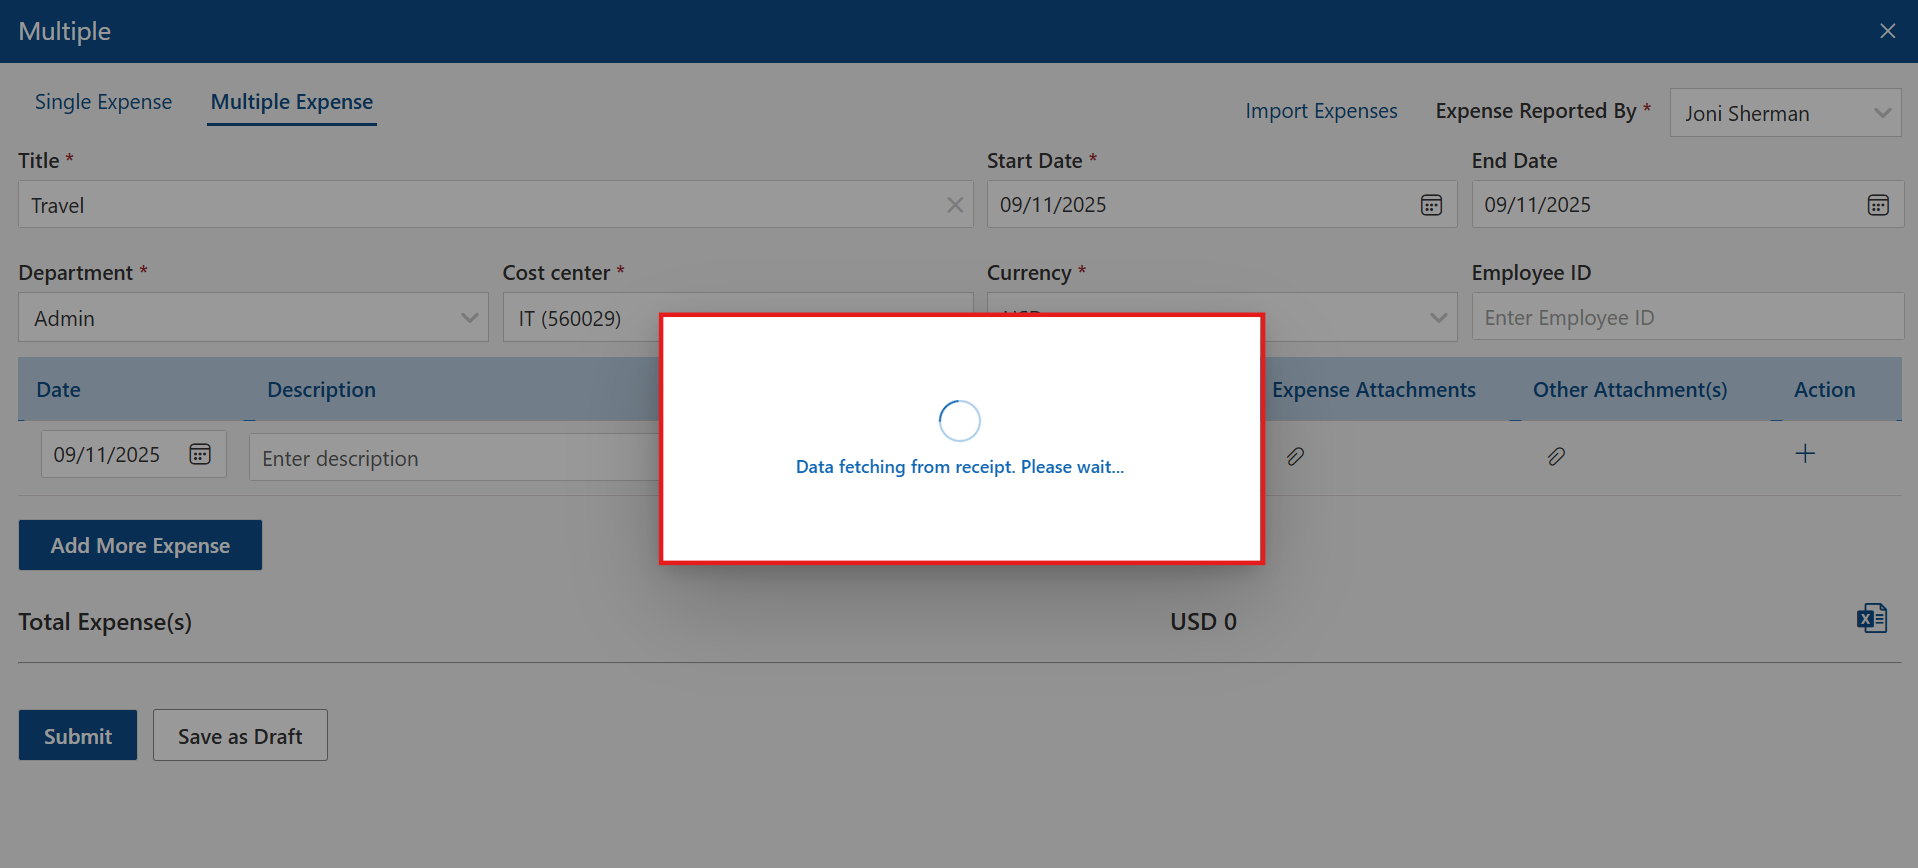 Multiple
Single Expense Multiple Expense Import Expenses Expense Reported By * Joni Sherman
Title * Start Date * End Date
Travel 09/11/2025 09/11/2025
Department * Cost center * Currency * Employee ID
Admin IT (560029) Enter Employee ID
Date Description Expense Attachments Other Attachment(s) Action
09/11/2025 Enter description
Data fetching from receipt. Please wait...
Add More Expense
Total Expense(s) USD 0
Submit Save as Draft